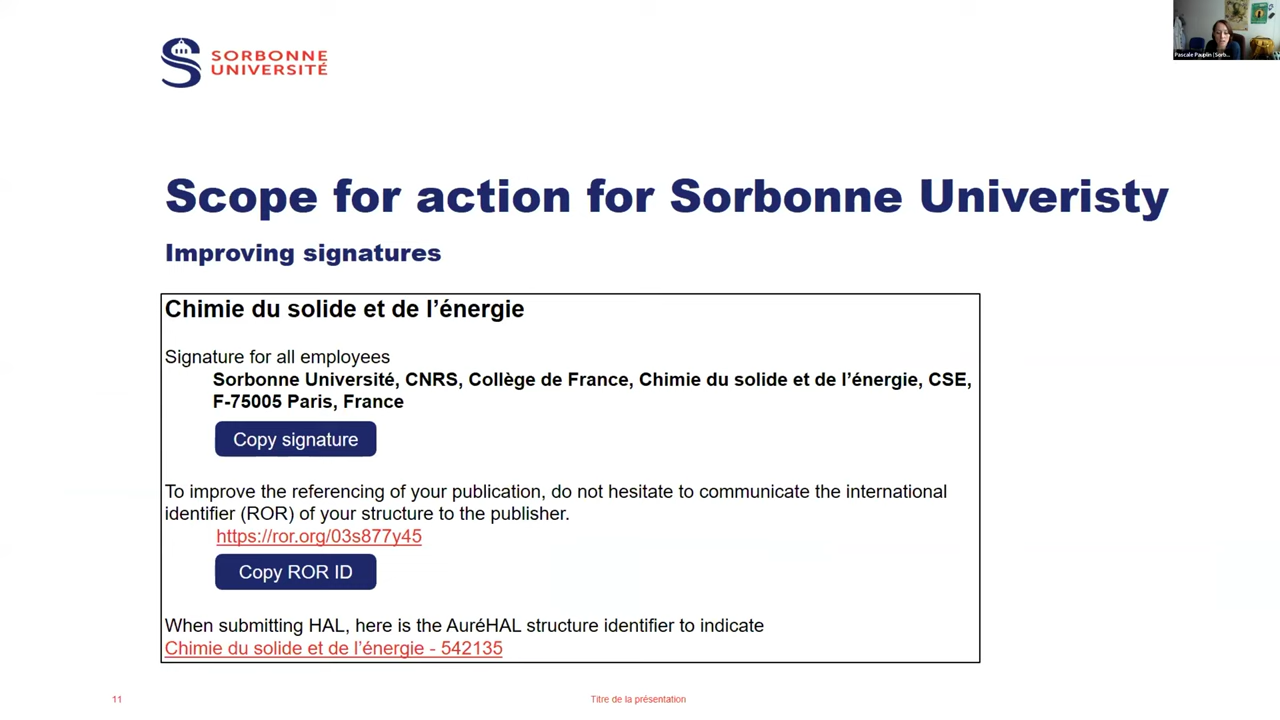 SORBONNE
UNIVERSITÉ
Pascale Pauplin (Sorb...
Scope for action for Sorbonne Univeristy
Improving signatures
Chimie du solide et de l’énergie
Signature for all employees
Sorbonne Université, CNRS, Collège de France, Chimie du solide et de l’énergie, CSE,
F-75005 Paris, France
Copy signature
To improve the referencing of your publication, do not hesitate to communicate the international
identifier (ROR) of your structure to the publisher.
https://ror.org/03s877y45
Copy ROR ID
When submitting HAL, here is the AuréHAL structure identifier to indicate
Chimie du solide et de l’énergie - 542135
11
Titre de la présentation